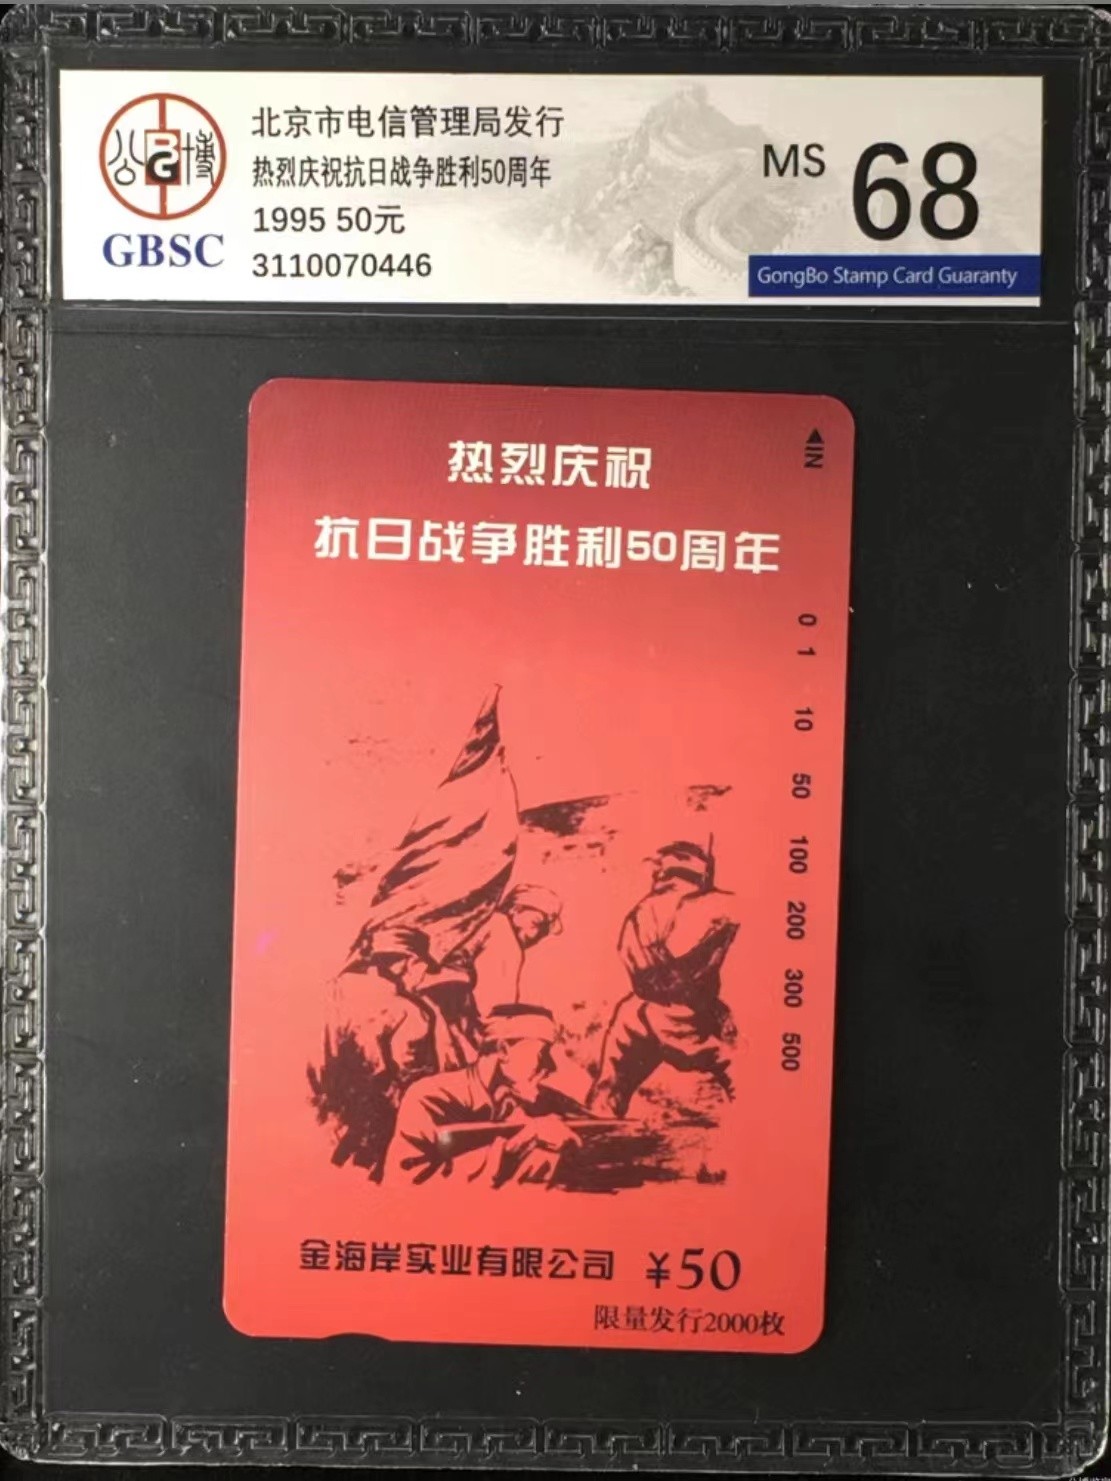 公博
BG
GBSC
北京市电信管理局发行
热烈庆祝抗日战争胜利50周年
1995 50元
3110070446
MS 68
GongBo Stamp Card Guaranty
◀IN
热烈庆祝
抗日战争胜利50周年
0
1
10
50
100
200
300
500
金海岸实业有限公司 ¥50
限量发行2000枚